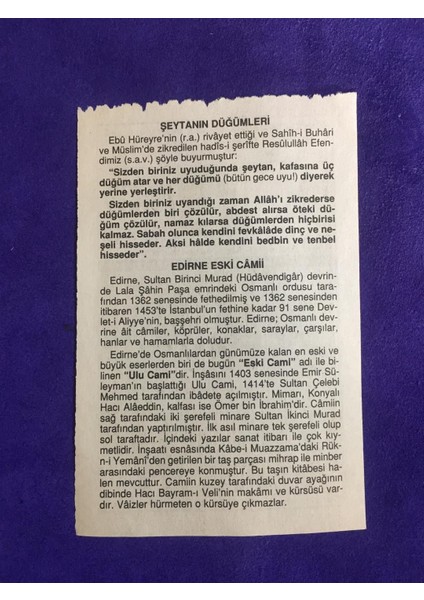 ŞEYTANIN DÜĞÜMLERİ
Ebû Hüreyre'nin (r.a.) rivâyet ettiği ve Sahîh-i Buhâri
ve Müslim'de zikredilen hadîs-i şerîfte Resûlullâh Efen-
dimiz (s.a.v.) şöyle buyurmuştur:
"Sizden biriniz uyuduğunda şeytan, kafasına üç
düğüm atar ve her düğümü (bütün gece uyu!) diyerek
yerine yerleştirir.
Sizden biriniz uyandığı zaman Allâh'ı zikrederse
düğümlerden biri çözülür, abdest alırsa öteki dü-
ğüm çözülür, namaz kılarsa düğümlerden hiçbirisi
kalmaz. Sabah olunca kendini fevkâlade dinç ve ne-
şeli hisseder. Aksi hâlde kendini bedbin ve tenbel
hisseder".
EDİRNE ESKİ CÂMİİ
Edirne, Sultan Birinci Murad (Hüdâvendigâr) devrin-
de Lala Şâhin Paşa emrindeki Osmanlı ordusu tara-
fından 1362 senesinde fethedilmiş ve 1362 senesinden
itibaren 1453'te İstanbul'un fethine kadar 91 sene Dev-
let-i Aliyye'nin, başşehri olmuştur. Edirne; Osmanlı dev-
rine âit câmiler, köprüler, konaklar, saraylar, çarşılar,
hanlar ve hamamlarla doludur.
Edirne'de Osmanlılardan günümüze kalan en eski ve
büyük eserlerden biri de bugün "Eski Cami" adı ile bi-
linen "Ulu Cami"dir. İnşâsını 1403 senesinde Emir Sü-
leyman'ın başlattığı Ulu Cami, 1414'te Sultan Çelebi
Mehmed tarafından ibâdete açılmıştır. Mimarı, Konyalı
Hacı Alâeddin, kalfası ise Ömer bin İbrahim'dir. Câmiin
sağ tarafındaki iki şerefeli minare Sultan İkinci Murad
tarafından yaptırılmıştır. İlk asıl minare tek şerefeli olup
sol taraftadır. İçindeki yazılar sanat itibari ile çok kıy-
metlidir. İnşaatı esnâsında Kâbe-i Muazzama'daki Rük-
n-i Yemânî'den getirilen bir taş parçası mihrap ile minber
arasındaki pencereye konmuştur. Bu taşın kitâbesi ha-
len mevcuttur. Camiin kuzey tarafındaki duvar ayağının
dibinde Hacı Bayram-ı Veli'nin makâmı ve kürsüsü var-
dır. Vâizler hürmeten o kürsüye çıkmazlar.